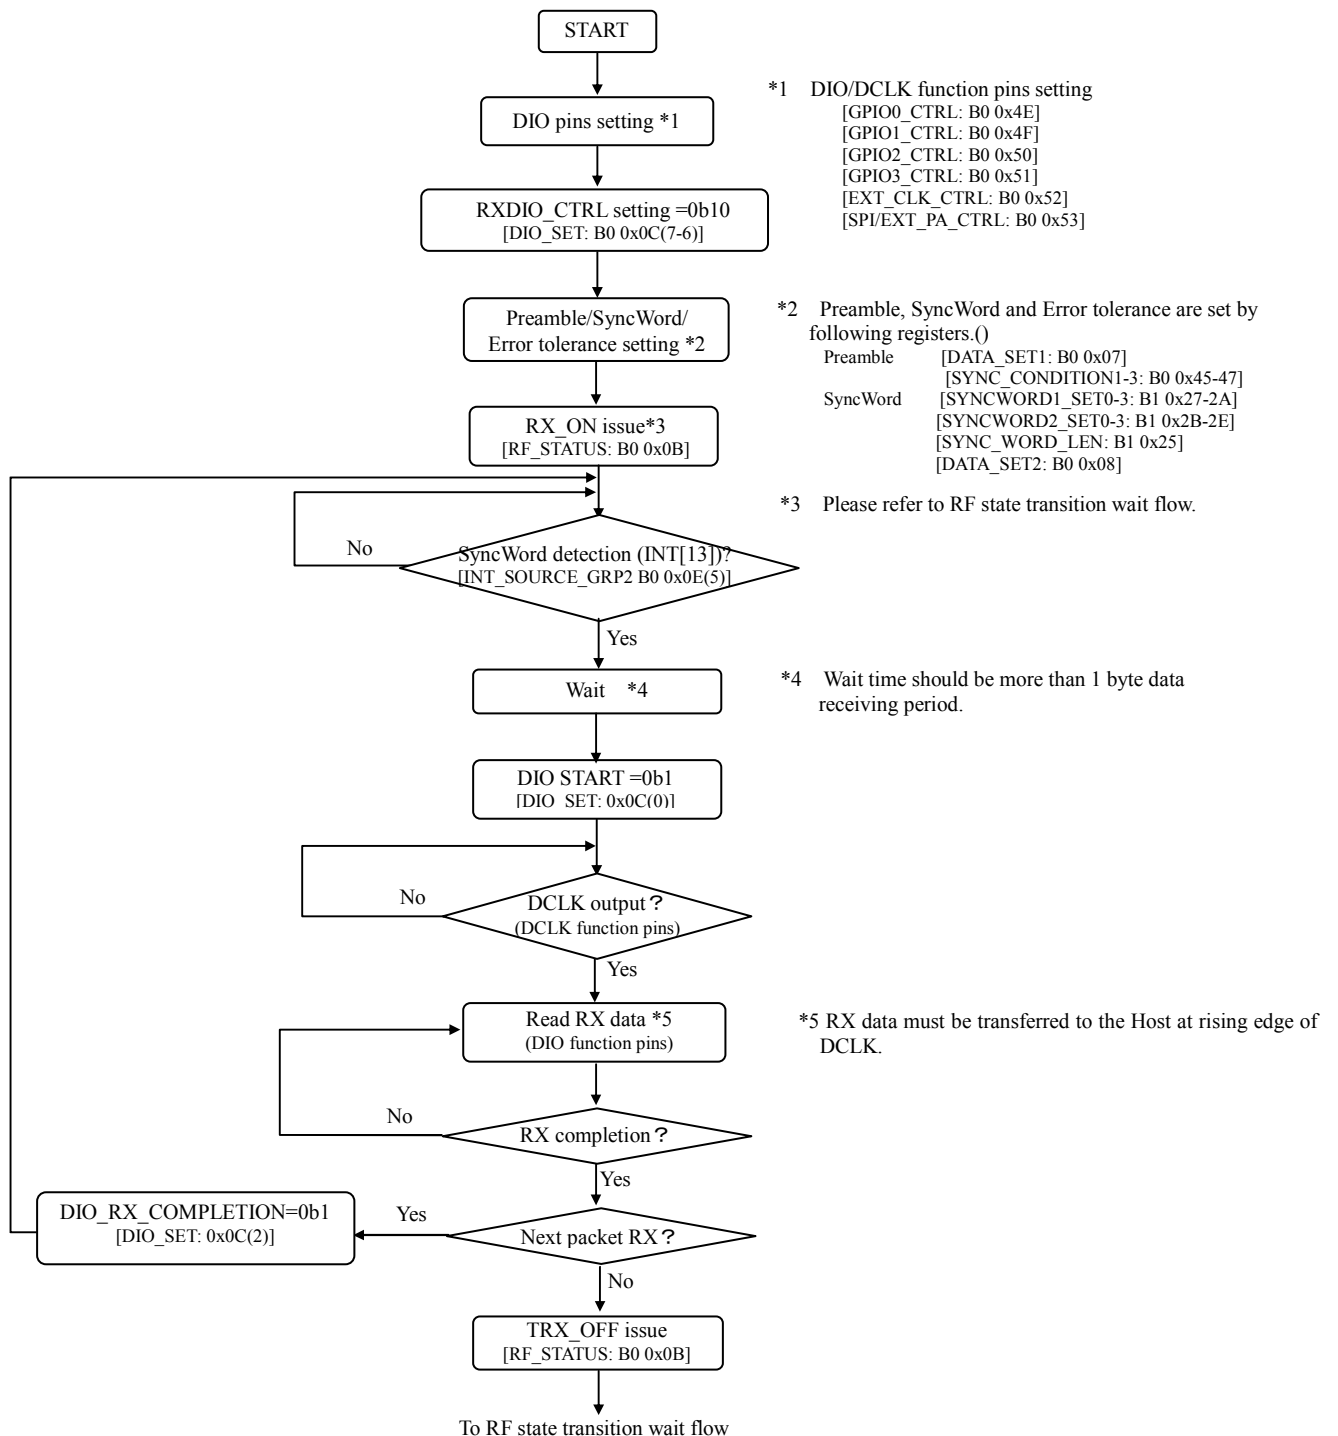 START
DIO pins setting *1
*1 DIO/DCLK function pins setting
[GPIO0_CTRL: B0 0x4E]
[GPIO1_CTRL: B0 0x4F]
[GPIO2_CTRL: B0 0x50]
[GPIO3_CTRL: B0 0x51]
[EXT_CLK_CTRL: B0 0x52]
[SPI/EXT_PA_CTRL: B0 0x53]
RXDIO_CTRL setting =0b10
[DIO_SET: B0 0x0C(7-6)]
Preamble/SyncWord/
Error tolerance setting *2
*2 Preamble, SyncWord and Error tolerance are set by
following registers.()
Preamble [DATA_SET1: B0 0x07]
[SYNC_CONDITION1-3: B0 0x45-47]
SyncWord [SYNCWORD1_SET0-3: B1 0x27-2A]
[SYNCWORD2_SET0-3: B1 0x2B-2E]
[SYNC_WORD_LEN: B1 0x25]
[DATA_SET2: B0 0x08]
RX_ON issue*3
[RF_STATUS: B0 0x0B]
*3 Please refer to RF state transition wait flow.
No
SyncWord detection (INT[13])?
[INT_SOURCE_GRP2 B0 0x0E(5)]
Yes
Wait *4
*4 Wait time should be more than 1 byte data
receiving period.
DIO START =0b1
[DIO_SET: 0x0C(0)]
No
DCLK output？
(DCLK function pins)
Yes
Read RX data *5
(DIO function pins)
*5 RX data must be transferred to the Host at rising edge of
DCLK.
No
RX completion？
Yes
DIO_RX_COMPLETION=0b1
[DIO_SET: 0x0C(2)]
Yes
Next packet RX？
No
TRX_OFF issue
[RF_STATUS: B0 0x0B]
To RF state transition wait flow